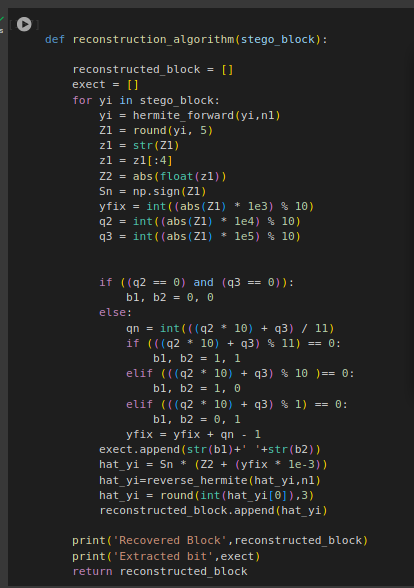 def reconstruction_algorithm(stego_block):
reconstructed_block = []
exect = []
for yi in stego_block:
yi = hermite_forward(yi,n1)
Z1 = round(yi, 5)
z1 = str(Z1)
z1 = z1[:4]
Z2 = abs(float(z1))
Sn = np.sign(Z1)
yfix = int((abs(Z1) * 1e3) % 10)
q2 = int((abs(Z1) * 1e4) % 10)
q3 = int((abs(Z1) * 1e5) % 10)
if ((q2 == 0) and (q3 == 0)):
b1, b2 = 0, 0
else:
qn = int(((q2 * 10) + q3) / 11)
if (((q2 * 10) + q3) % 11) == 0:
b1, b2 = 1, 1
elif (((q2 * 10) + q3) % 10 )== 0:
b1, b2 = 1, 0
elif (((q2 * 10) + q3) % 1) == 0:
b1, b2 = 0, 1
yfix = yfix + qn - 1
exect.append(str(b1)+' '+str(b2))
hat_yi = Sn * (Z2 + (yfix * 1e-3))
hat_yi=reverse_hermite(hat_yi,n1)
hat_yi = round(int(hat_yi[0]),3)
reconstructed_block.append(hat_yi)
print('Recovered Block',reconstructed_block)
print('Extracted bit',exect)
return reconstructed_block